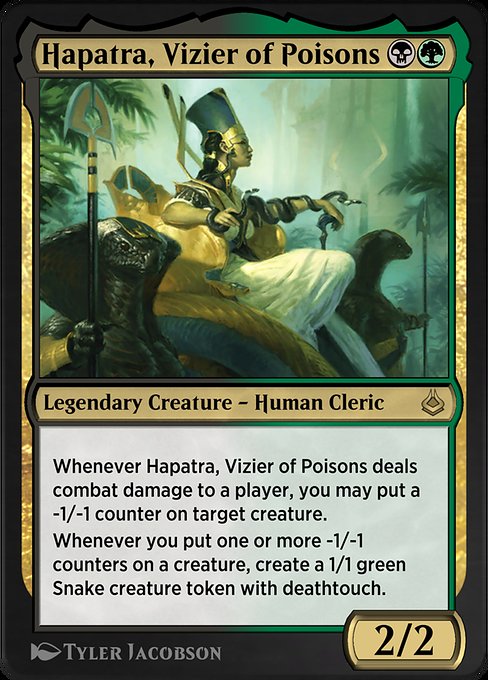 Hapatra, Vizier of Poisons
Legendary Creature – Human Cleric
Whenever Hapatra, Vizier of Poisons deals
combat damage to a player, you may put a
-1/-1 counter on target creature.
Whenever you put one or more -1/-1
counters on a creature, create a 1/1 green
Snake creature token with deathtouch.
2/2
Tyler Jacobson